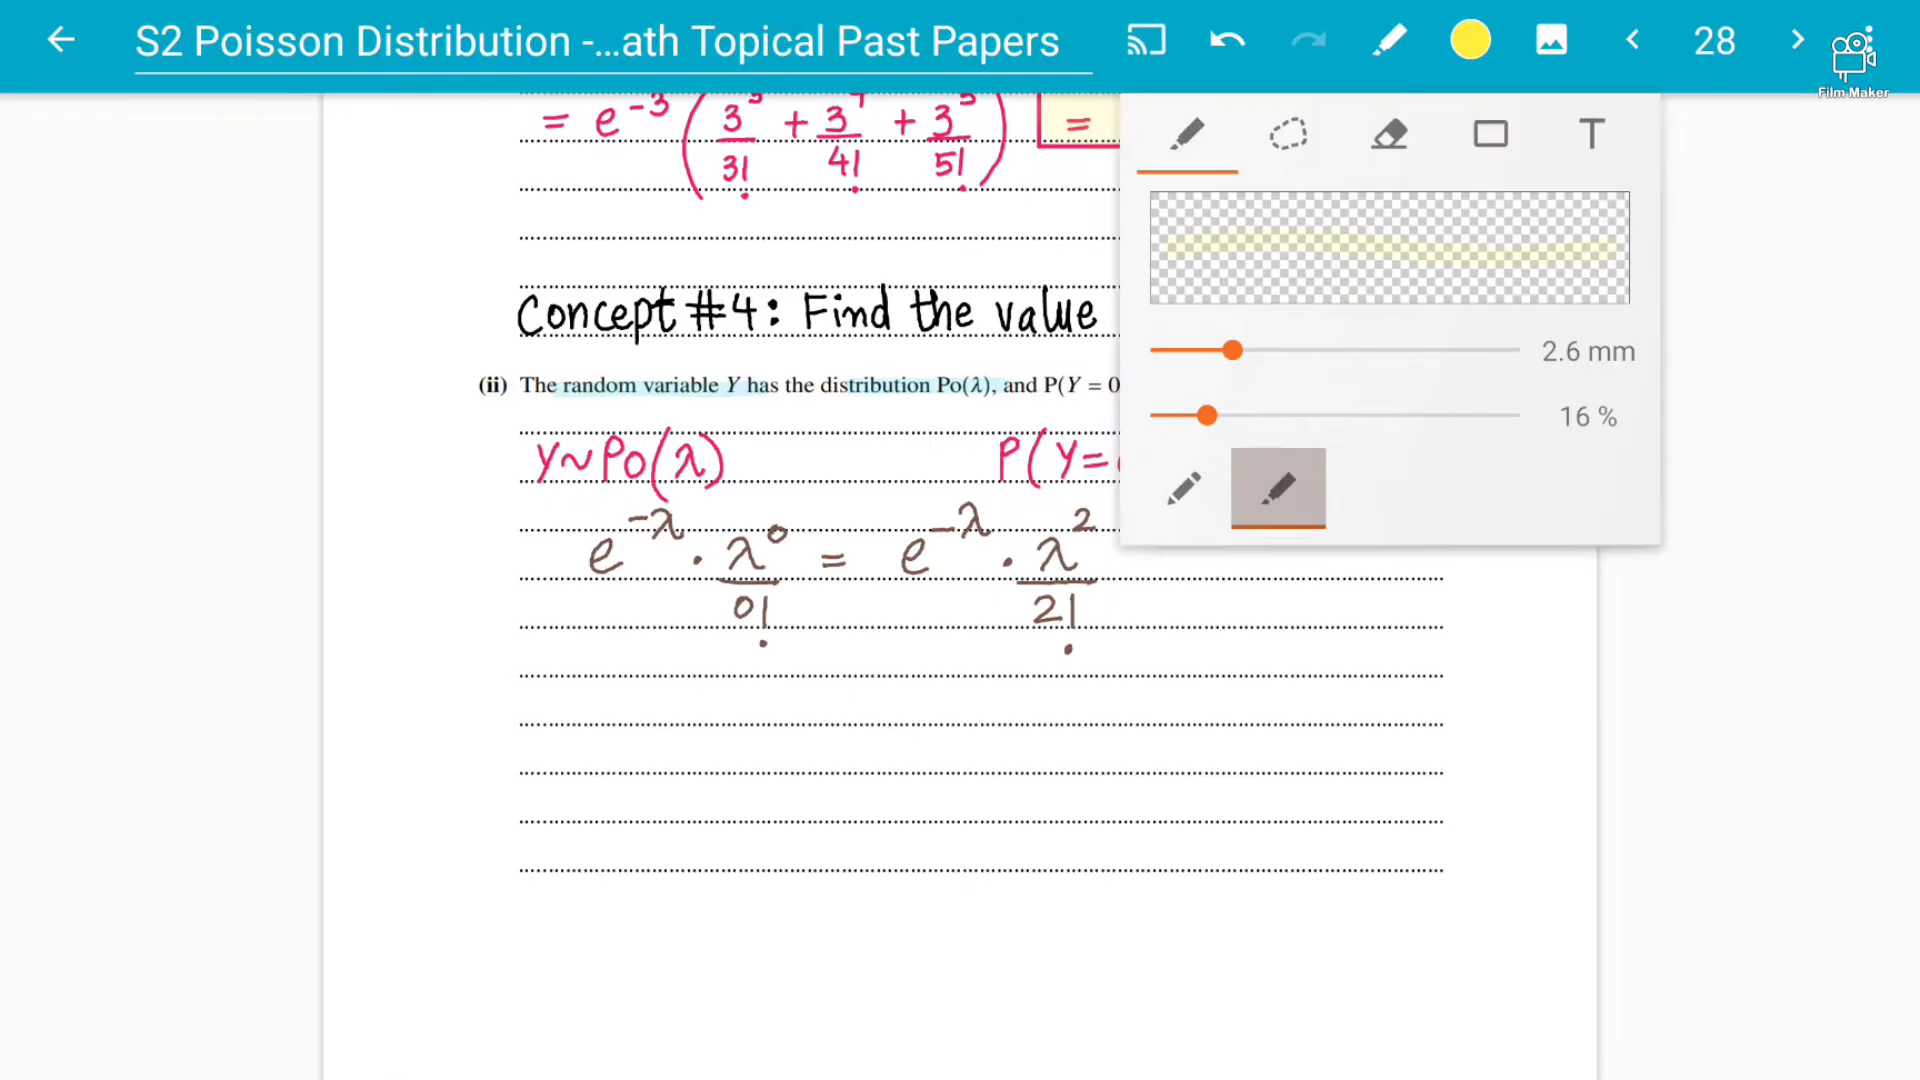 S2 Poisson Distribution -...ath Topical Past Papers
28
Film Maker
= e^-3 ( 3^3/3! + 3^4/4! + 3^5/5! ) =
T
2.6 mm
16 %
Concept #4: Find the value
(ii) The random variable Y has the distribution Po(λ), and P(Y = 0
Y~Po(λ) P(Y=
e^-λ . λ^0/0! = e^-λ . λ^2/2!